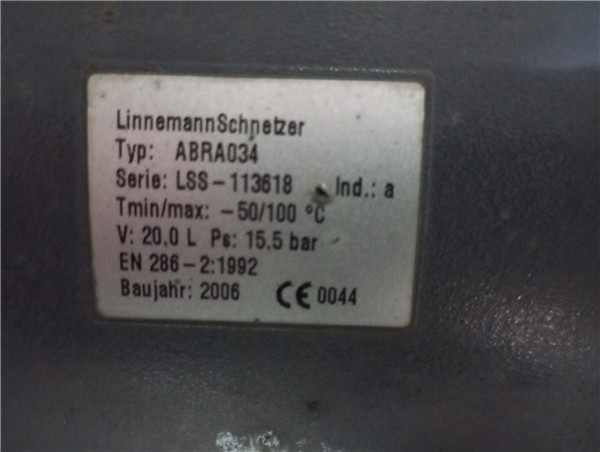 LinnemannSchnetzer
Typ: ABRA034
Serie: LSS-113618 Ind.: a
Tmin/max: -50/100 °C
V: 20,0 L Ps: 15,5 bar
EN 286-2:1992
Baujahr: 2006 CE 0044